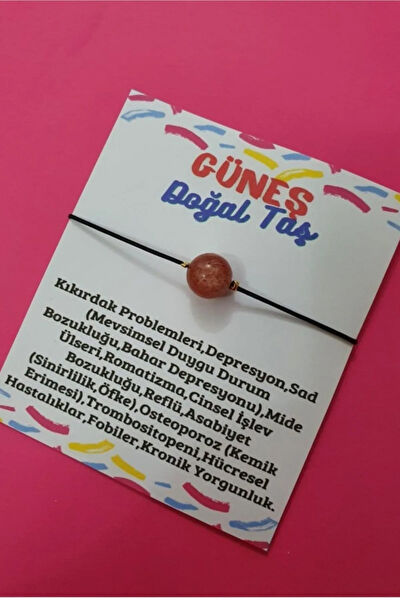 GÜNEŞ
Doğal Taş
Kıkırdak Problemleri,Depresyon,Sad
(Mevsimsel Duygu Durum
Bozukluğu,Bahar Depresyonu),Mide
Ülseri,Romatizma,Cinsel İşlev
Bozukluğu,Reflü,Asabiyet
(Sinirlilik,Öfke),Osteoporoz (Kemik
Erimesi),Trombositopeni,Hücresel
Hastalıklar,Fobiler,Kronik Yorgunluk.